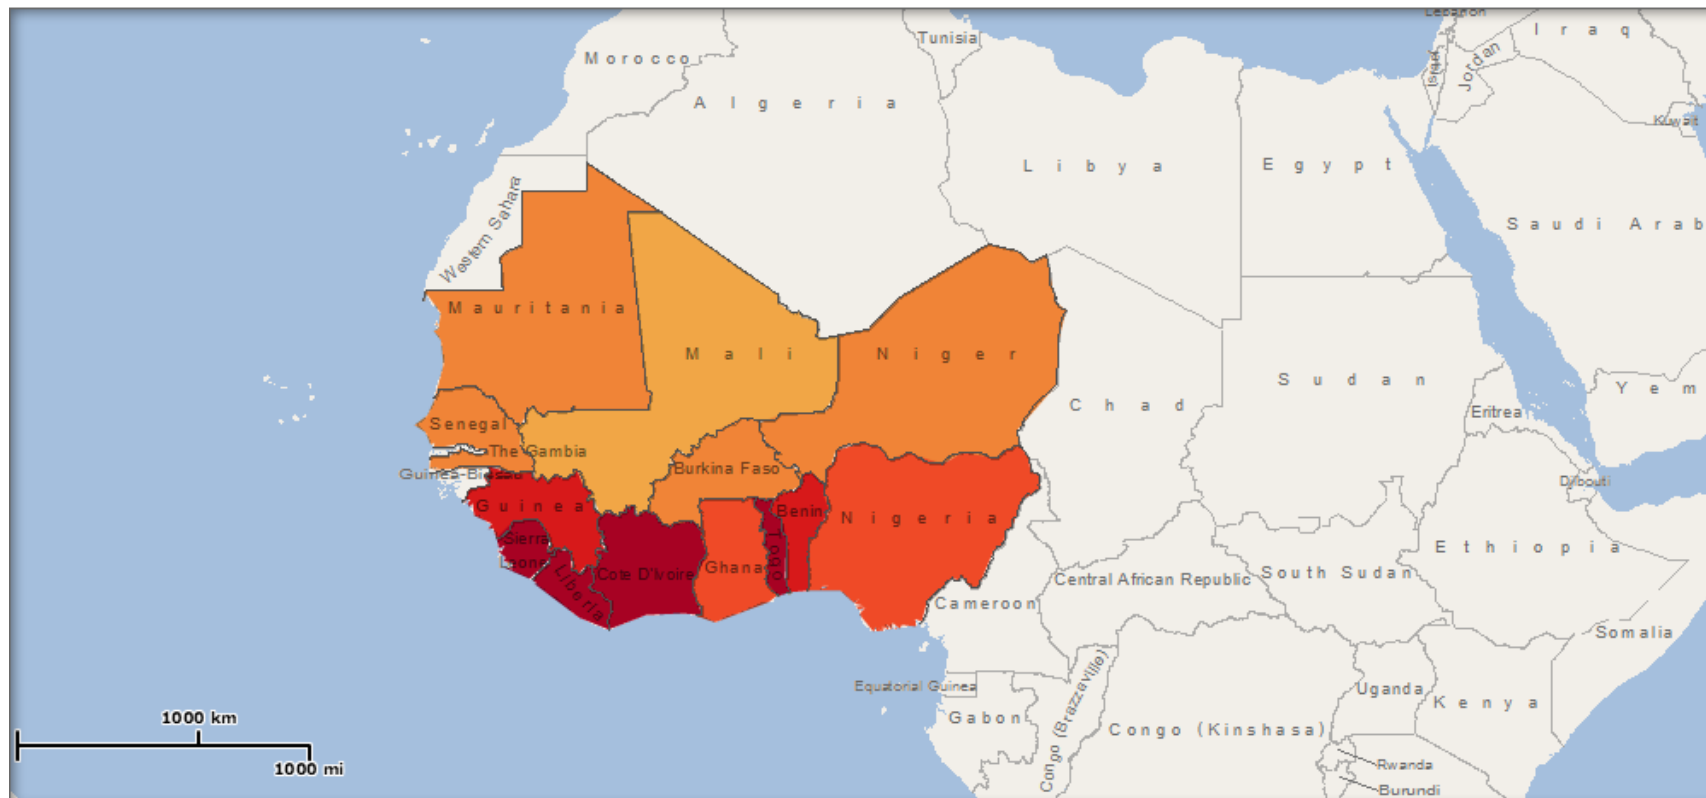 Lebanon
Tunisia
Iraq
Morocco
Israel
Jordan
Algeria
Kuwait
Libya
Egypt
Western Sahara
Saudi Arab
Mauritania
Mali
Niger
Sudan
Yem
Chad
Eritrea
Senegal
The Gambia
Burkina Faso
Guinea-Bissau
Djibouti
Guinea
Benin
Nigeria
Sierra
Leone
Ethiopia
Liberia
Cote D'Ivoire
Ghana
Togo
Central African Republic
South Sudan
Cameroon
Somalia
Equatorial Guinea
Uganda
Kenya
Gabon
Congo (Brazzaville)
Congo (Kinshasa)
1000 km
1000 mi
Rwanda
Burundi